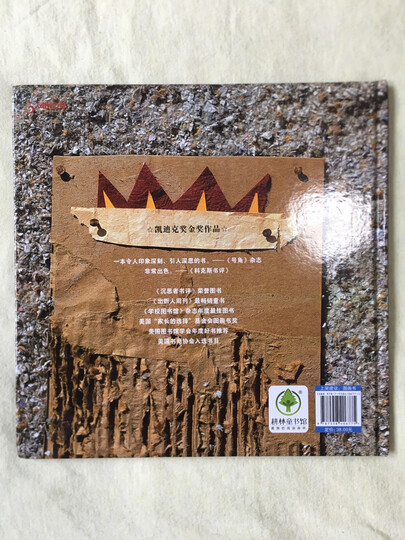 ☆凯迪克奖金奖作品☆
一本令人印象深刻、引人深思的书。——《号角》杂志
非常出色。——《科克斯书评》
《沉思者书评》荣誉图书
《出版人周刊》最畅销童书
《学校图书馆》杂志年度最佳图书
美国“家长的选择”基金会图画书奖
美国图书馆学会年度好书推荐
美国书商协会入选书目
上架建议:图画书
耕林童书馆
定价:38.00元